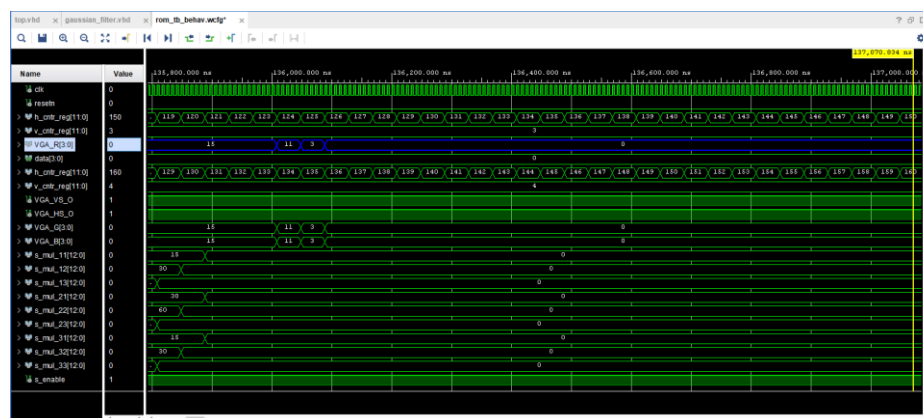 top.vhd × gaussian_filter.vhd × rom_tb_behav.wcfg* ×
137,070.034 ns
Name Value 135,800.000 ns 136,000.000 ns 136,200.000 ns 136,400.000 ns 136,600.000 ns 136,800.000 ns 137,000.000
clk 0
resetn 0
h_cntr_reg[11:0] 150 119 120 121 122 123 124 125 126 127 128 129 130 131 132 133 134 135 136 137 138 139 140 141 142 143 144 145 146 147 148 149
v_cntr_reg[11:0] 3 3
VGA_R[3:0] 0 15 11 3 0
data[3:0] 0 0
h_cntr_reg[11:0] 160 129 130 131 132 133 134 135 136 137 138 139 140 141 142 143 144 145 146 147 148 149 150 151 152 153 154 155 156 157 158 159
v_cntr_reg[11:0] 4 4
VGA_VS_O 1
VGA_HS_O 1
VGA_G[3:0] 0 15 11 3 0
VGA_B[3:0] 0 15 11 3 0
s_mul_11[12:0] 0 15 0
s_mul_12[12:0] 0 30 0
s_mul_13[12:0] 0 0
s_mul_21[12:0] 0 30 0
s_mul_22[12:0] 0 60 0
s_mul_23[12:0] 0 0
s_mul_31[12:0] 0 15 0
s_mul_32[12:0] 0 30 0
s_mul_33[12:0] 0 0
s_enable 1